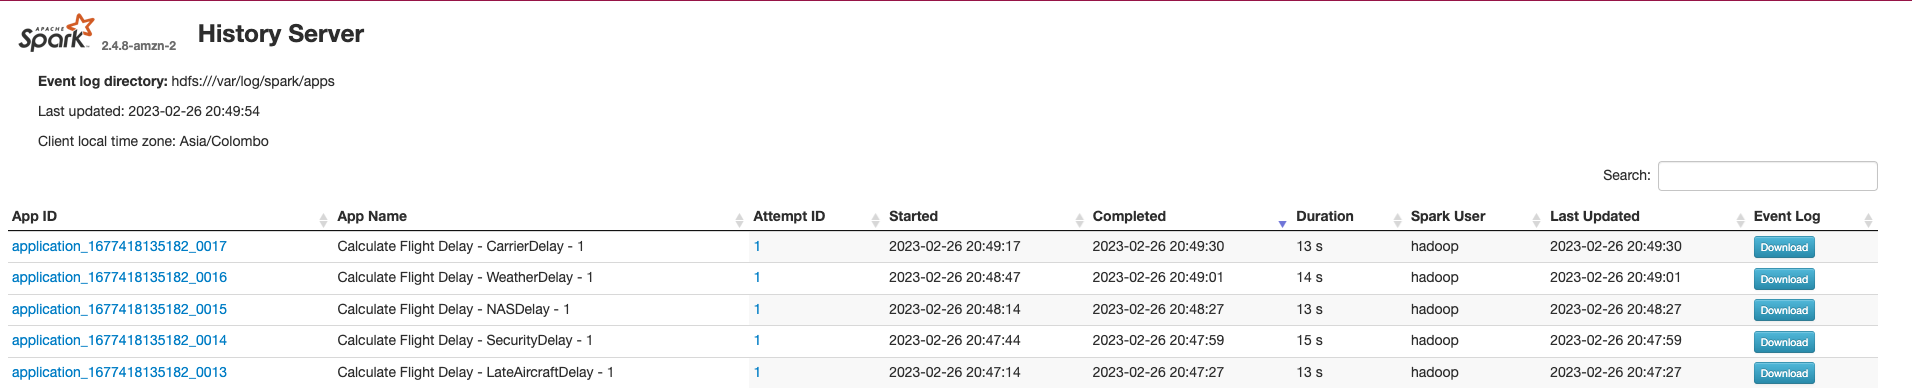 APACHE
Spark 2.4.8-amzn-2 History Server
Event log directory: hdfs:///var/log/spark/apps
Last updated: 2023-02-26 20:49:54
Client local time zone: Asia/Colombo
Search:
App ID App Name Attempt ID Started Completed Duration Spark User Last Updated Event Log
application_1677418135182_0017 Calculate Flight Delay - CarrierDelay - 1 1 2023-02-26 20:49:17 2023-02-26 20:49:30 13 s hadoop 2023-02-26 20:49:30 Download
application_1677418135182_0016 Calculate Flight Delay - WeatherDelay - 1 1 2023-02-26 20:48:47 2023-02-26 20:49:01 14 s hadoop 2023-02-26 20:49:01 Download
application_1677418135182_0015 Calculate Flight Delay - NASDelay - 1 1 2023-02-26 20:48:14 2023-02-26 20:48:27 13 s hadoop 2023-02-26 20:48:27 Download
application_1677418135182_0014 Calculate Flight Delay - SecurityDelay - 1 1 2023-02-26 20:47:44 2023-02-26 20:47:59 15 s hadoop 2023-02-26 20:47:59 Download
application_1677418135182_0013 Calculate Flight Delay - LateAircraftDelay - 1 1 2023-02-26 20:47:14 2023-02-26 20:47:27 13 s hadoop 2023-02-26 20:47:27 Download